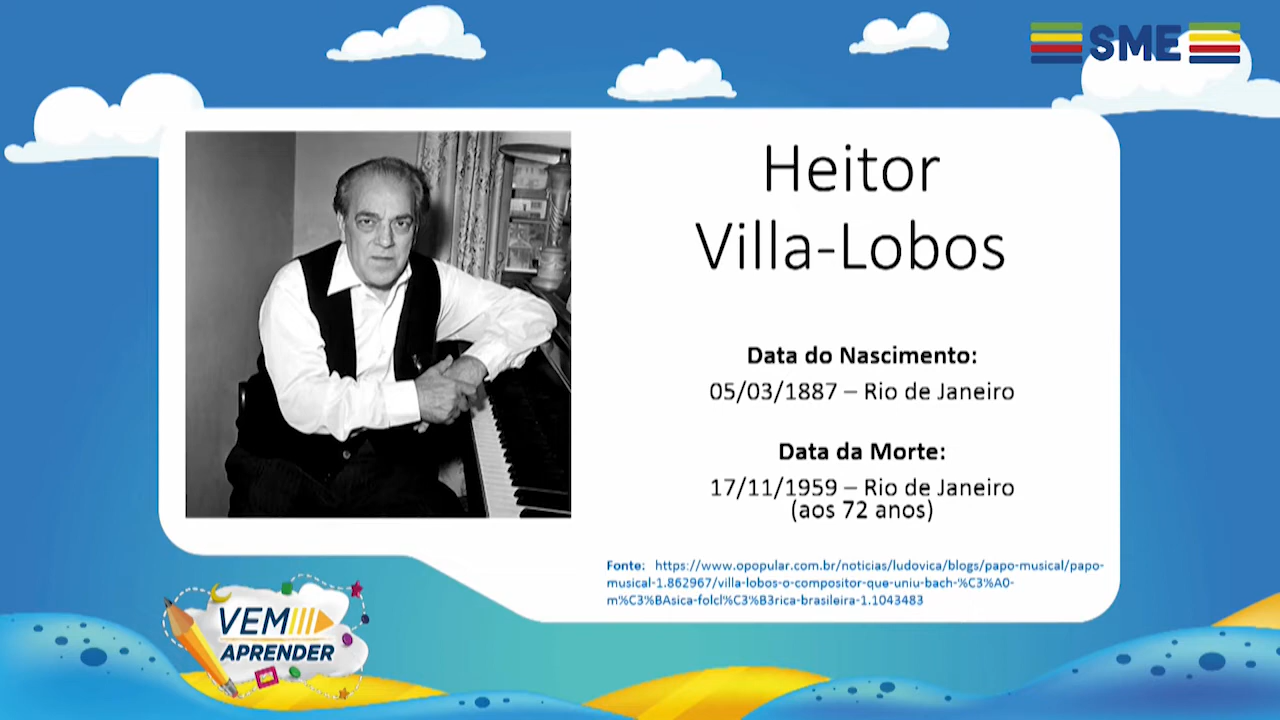 SME
Heitor
Villa-Lobos
Data do Nascimento:
05/03/1887 – Rio de Janeiro
Data da Morte:
17/11/1959 – Rio de Janeiro
(aos 72 anos)
Fonte: https://www.opopular.com.br/noticias/ludovica/blogs/papo-musical/papo-
musical-1.862967/villa-lobos-o-compositor-que-uniu-bach-%C3%A0-
m%C3%BAsica-folcl%C3%B3rica-brasileira-1.1043483
VEM
APRENDER